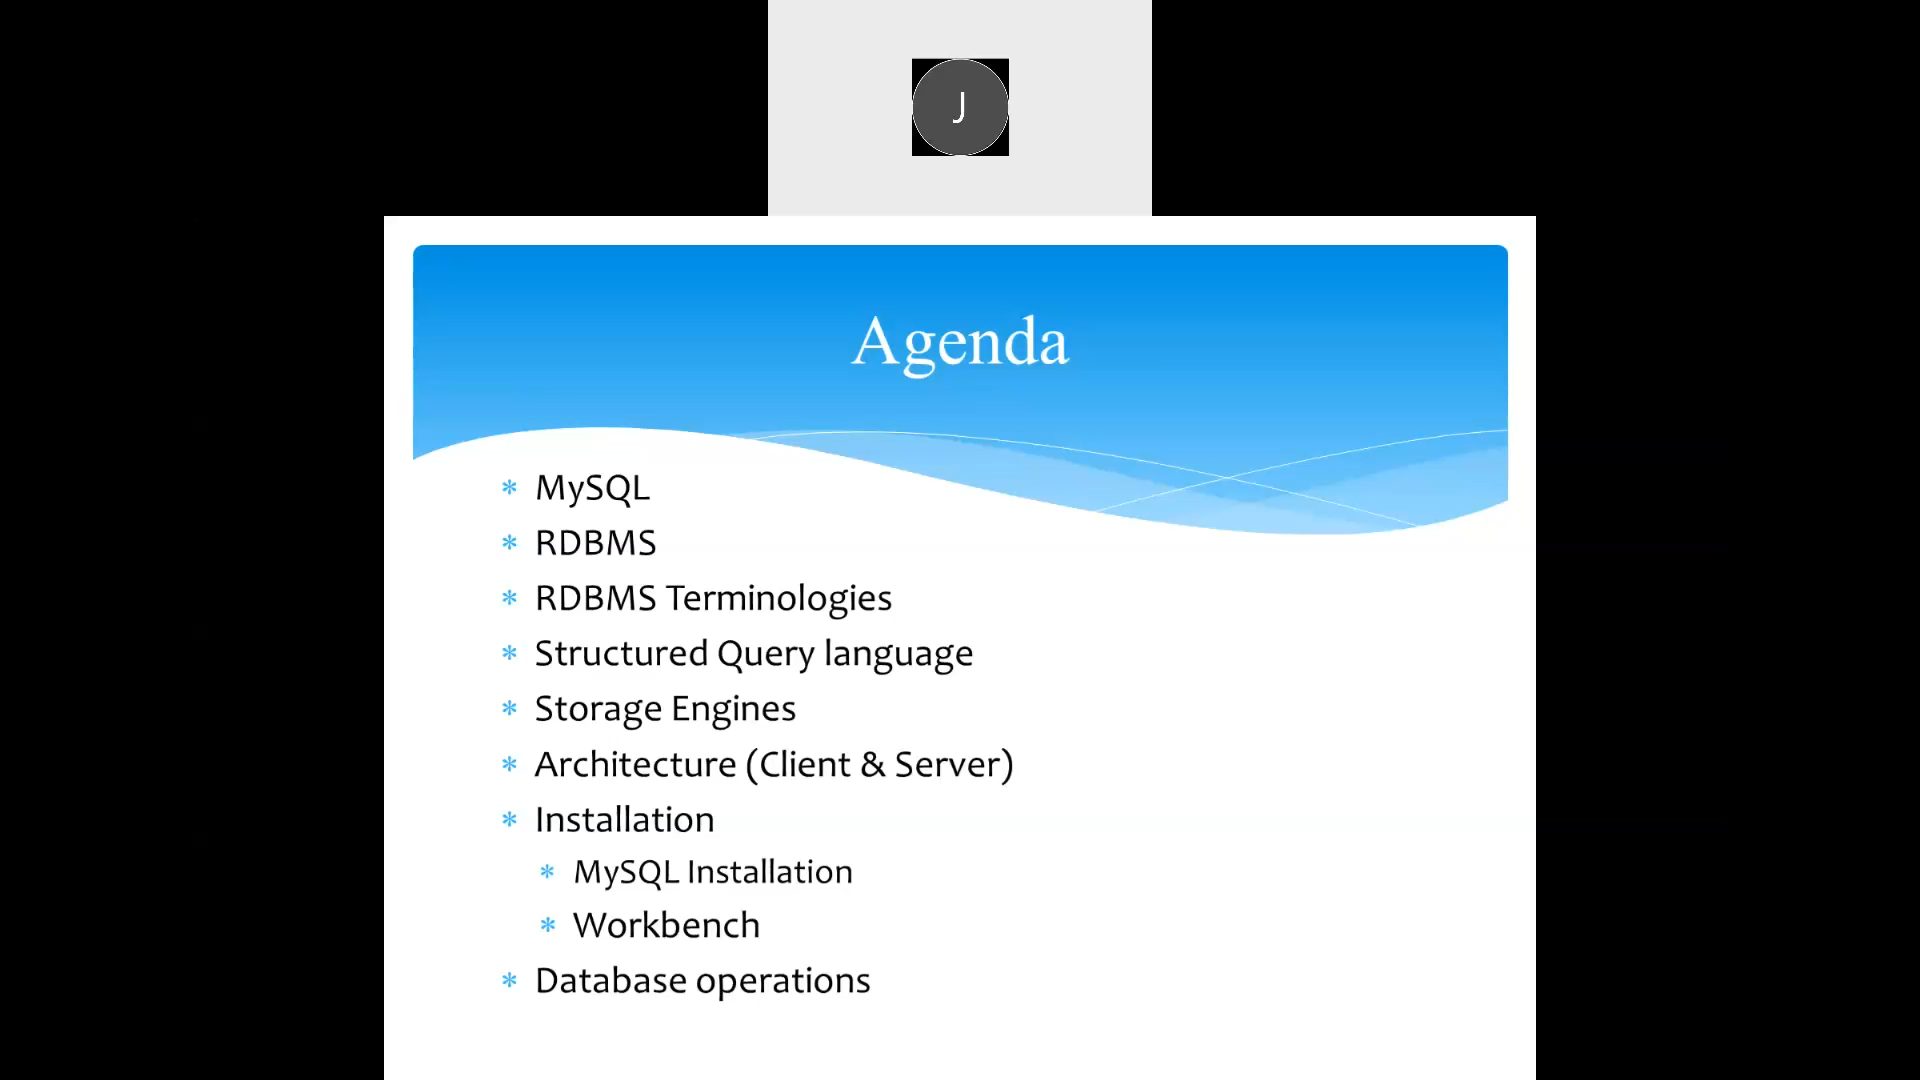 J
Agenda
* MySQL
* RDBMS
* RDBMS Terminologies
* Structured Query language
* Storage Engines
* Architecture (Client & Server)
* Installation
* MySQL Installation
* Workbench
* Database operations